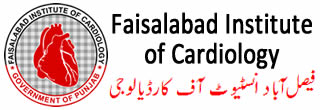 FAISALABAD INSTITUTE OF CARDIOLOGY
GOVERNMENT OF PUNJAB
Faisalabad Institute
of Cardiology
فیصل آباد انسٹیٹیوٹ آف کارڈیالوجی